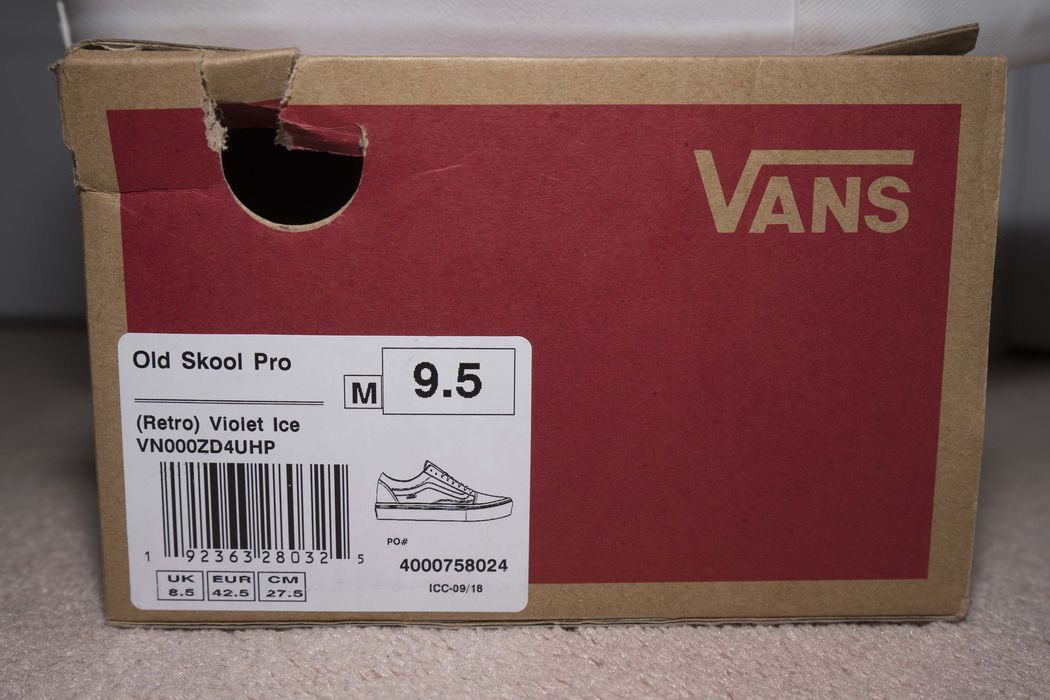 VANS
Old Skool Pro
M 9.5
(Retro) Violet Ice
VN000ZD4UHP
1 92363 28032 5
PO#
4000758024
ICC-09/18
UK EUR CM
8.5 42.5 27.5